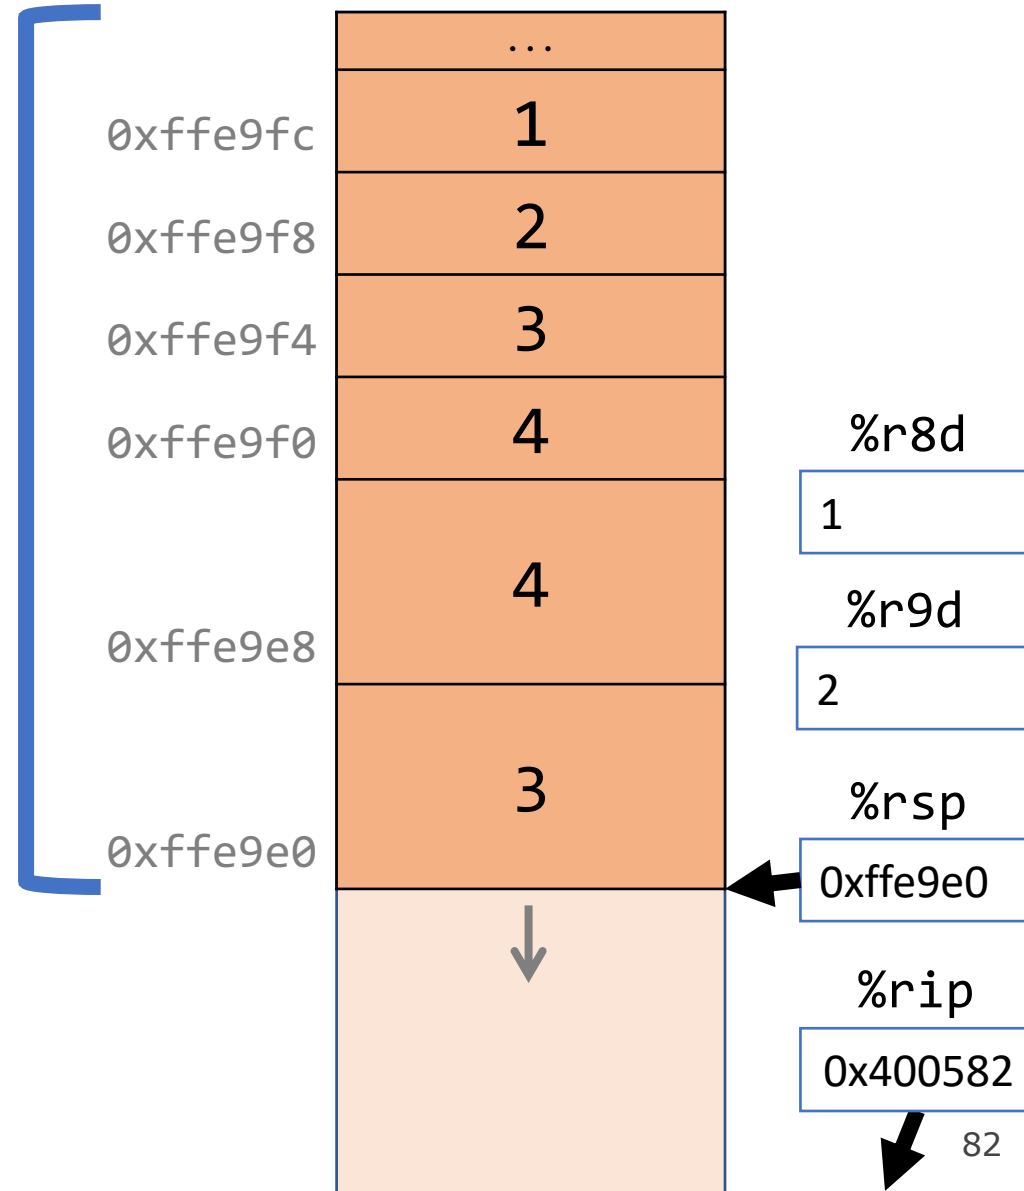 ...
0xffe9fc 1
0xffe9f8 2
0xffe9f4 3
0xffe9f0 4
0xffe9e8 4
0xffe9e0 3
%r8d
1
%r9d
2
%rsp
0xffe9e0
%rip
0x400582
82